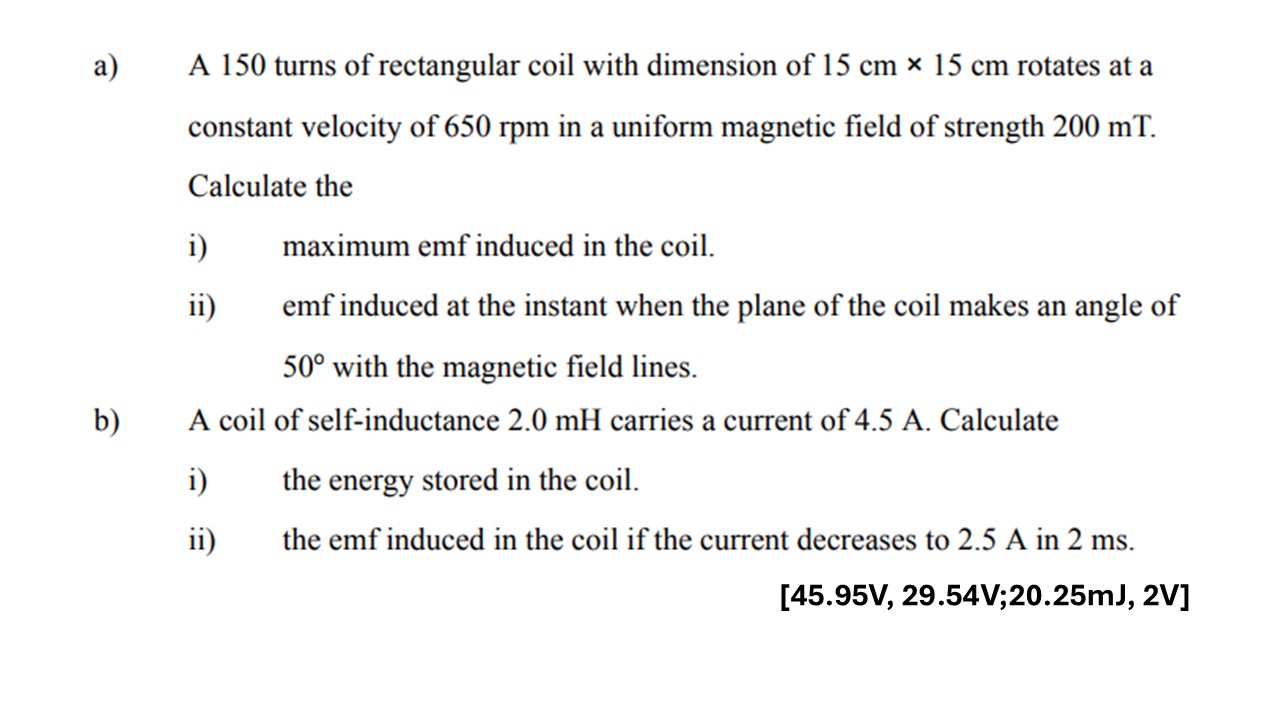 a) A 150 turns of rectangular coil with dimension of 15 cm × 15 cm rotates at a
constant velocity of 650 rpm in a uniform magnetic field of strength 200 mT.
Calculate the
i) maximum emf induced in the coil.
ii) emf induced at the instant when the plane of the coil makes an angle of
50° with the magnetic field lines.
b) A coil of self-inductance 2.0 mH carries a current of 4.5 A. Calculate
i) the energy stored in the coil.
ii) the emf induced in the coil if the current decreases to 2.5 A in 2 ms.
[45.95V, 29.54V;20.25mJ, 2V]